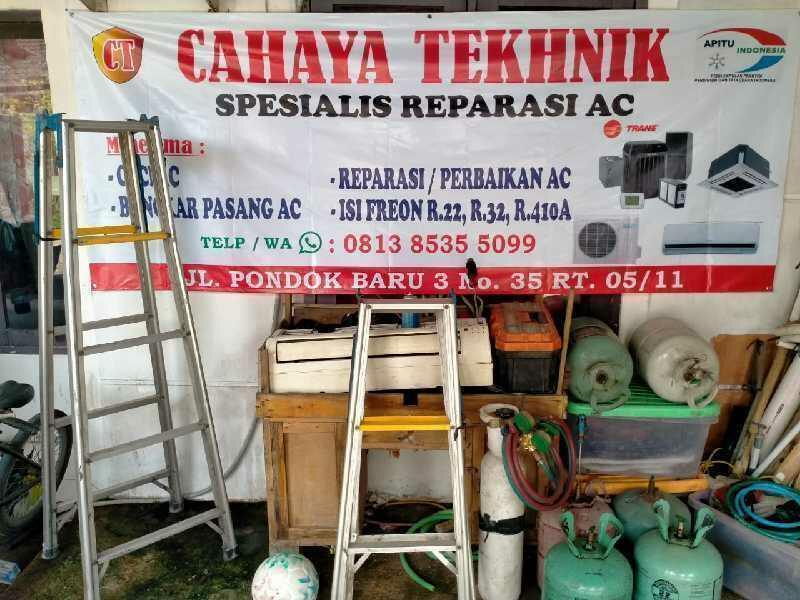 CT
CAHAYA TEKHNIK
APITU
INDONESIA
SPESIALIS REPARASI AC
TRANE
- REPARASI / PERBAIKAN AC
PASANG AC
- ISI FREON R.22, R.32, R.410A
TELP / WA : 0813 8535 5099
JL. PONDOK BARU 3 No. 35 RT. 05/11